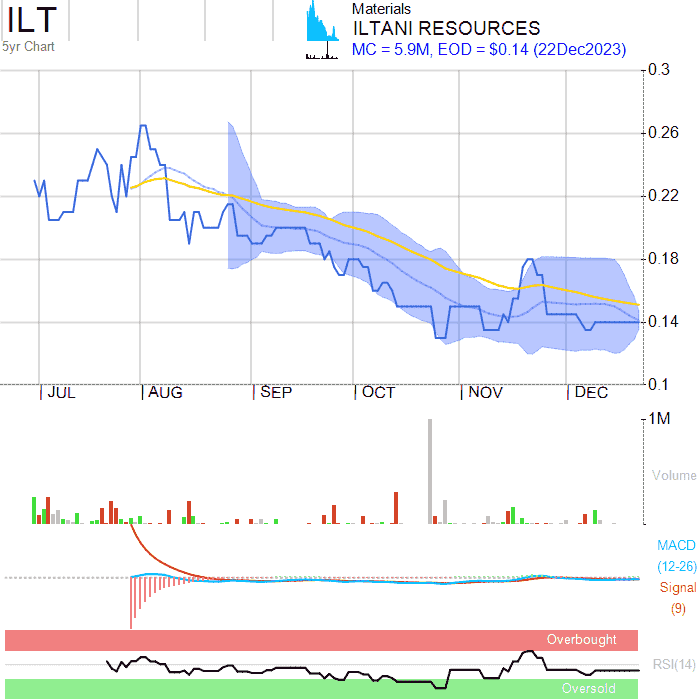 ILT
5yr Chart
Materials
ILTANI RESOURCES
MC = 5.9M, EOD = $0.14 (22Dec2023)
0.3
0.26
0.22
0.18
0.14
0.1
JUL AUG SEP OCT NOV DEC
1M
Volume
MACD
(12-26)
Signal
(9)
Overbought
RSI(14)
Oversold